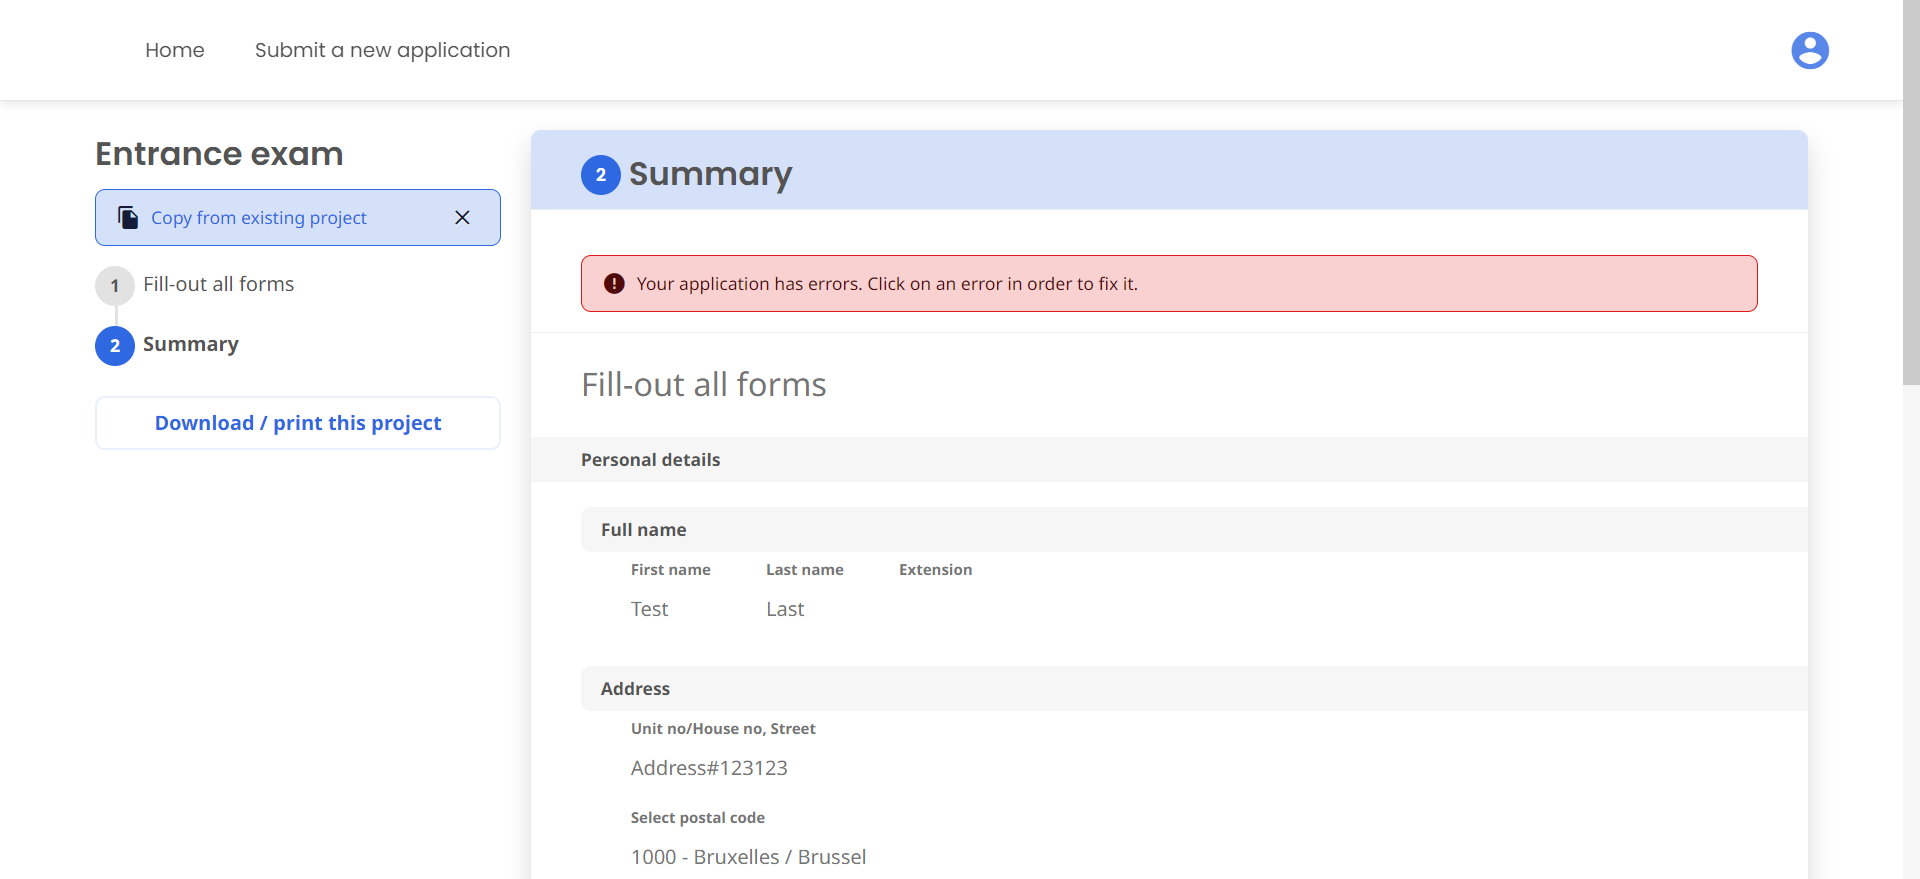 Home
Submit a new application
Entrance exam
Copy from existing project
1 Fill-out all forms
2 Summary
Download / print this project
2 Summary
Your application has errors. Click on an error in order to fix it.
Fill-out all forms
Personal details
Full name
First name Last name Extension
Test Last
Address
Unit no/House no, Street
Address#123123
Select postal code
1000 - Bruxelles / Brussel